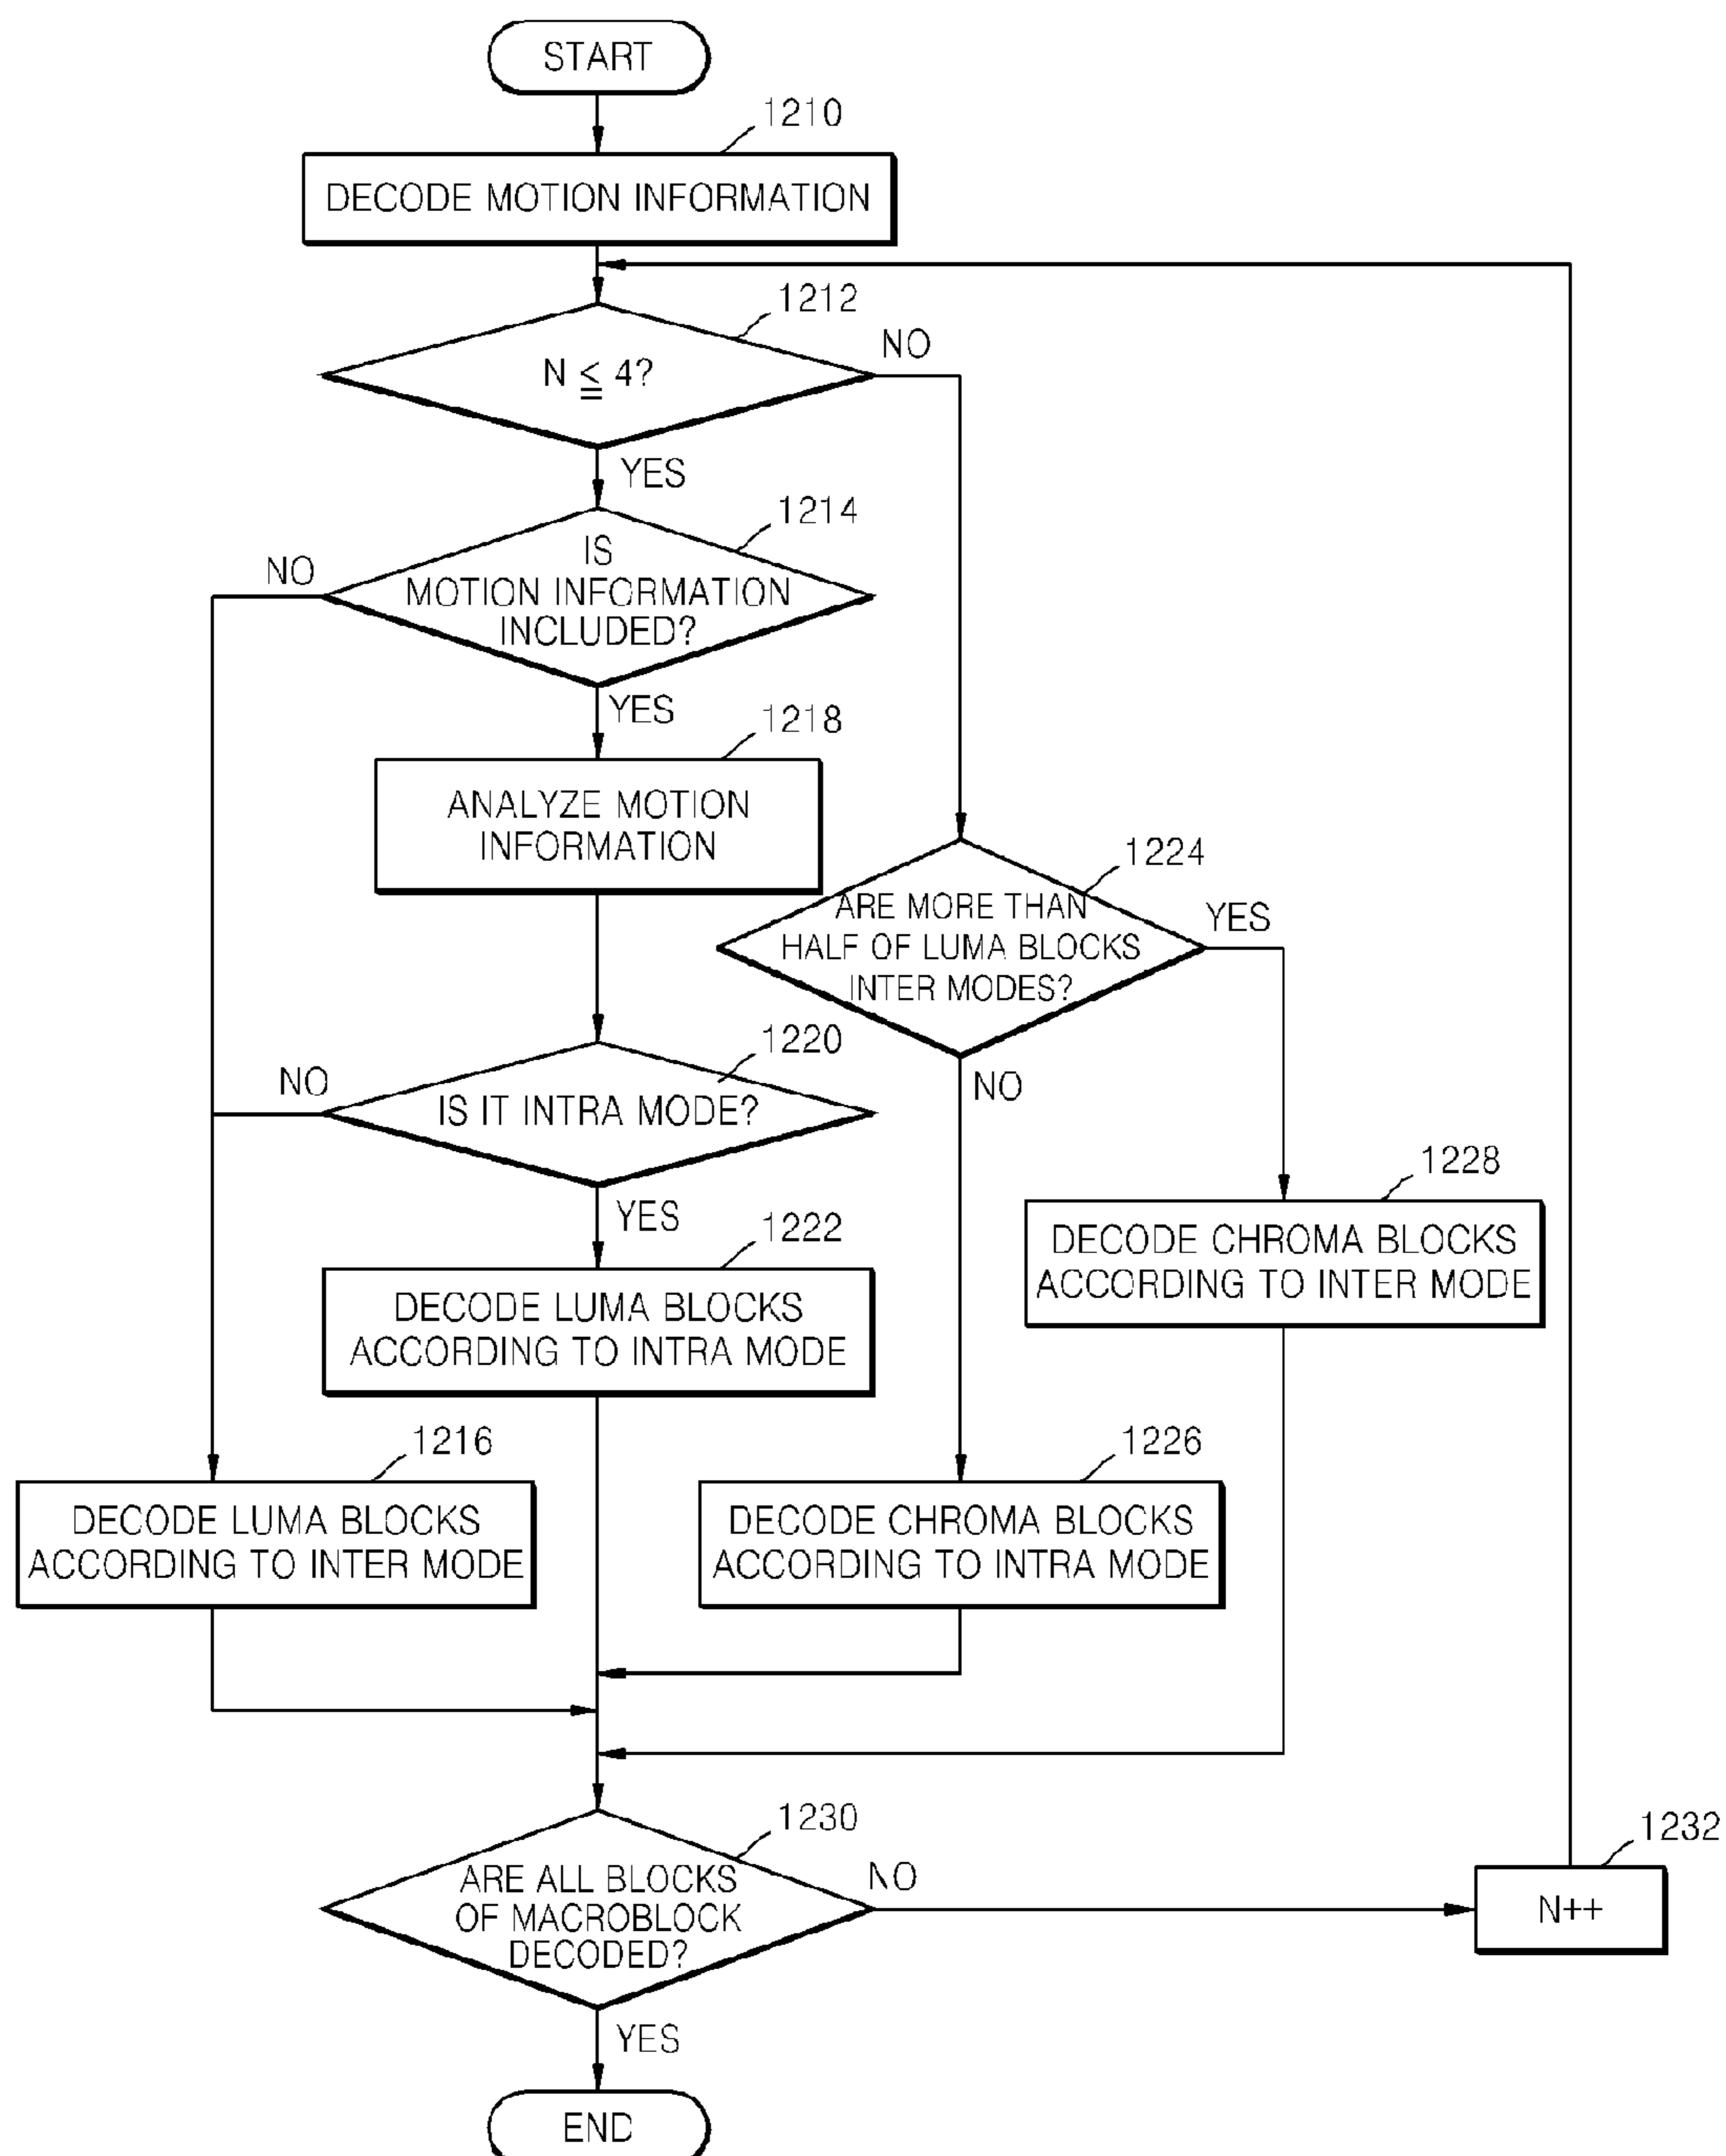 START
1210
DECODE MOTION INFORMATION
1212
N ≦ 4?
NO
YES
1214
IS
MOTION INFORMATION
INCLUDED?
NO
YES
1218
ANALYZE MOTION
INFORMATION
1224
ARE MORE THAN
HALF OF LUMA BLOCKS
INTER MODES?
YES
NO
1220
IS IT INTRA MODE?
NO
YES
1228
DECODE CHROMA BLOCKS
ACCORDING TO INTER MODE
1222
DECODE LUMA BLOCKS
ACCORDING TO INTRA MODE
1216
DECODE LUMA BLOCKS
ACCORDING TO INTER MODE
1226
DECODE CHROMA BLOCKS
ACCORDING TO INTRA MODE
1230
ARE ALL BLOCKS
OF MACROBLOCK
DECODED?
NO
1232
N++
YES
END